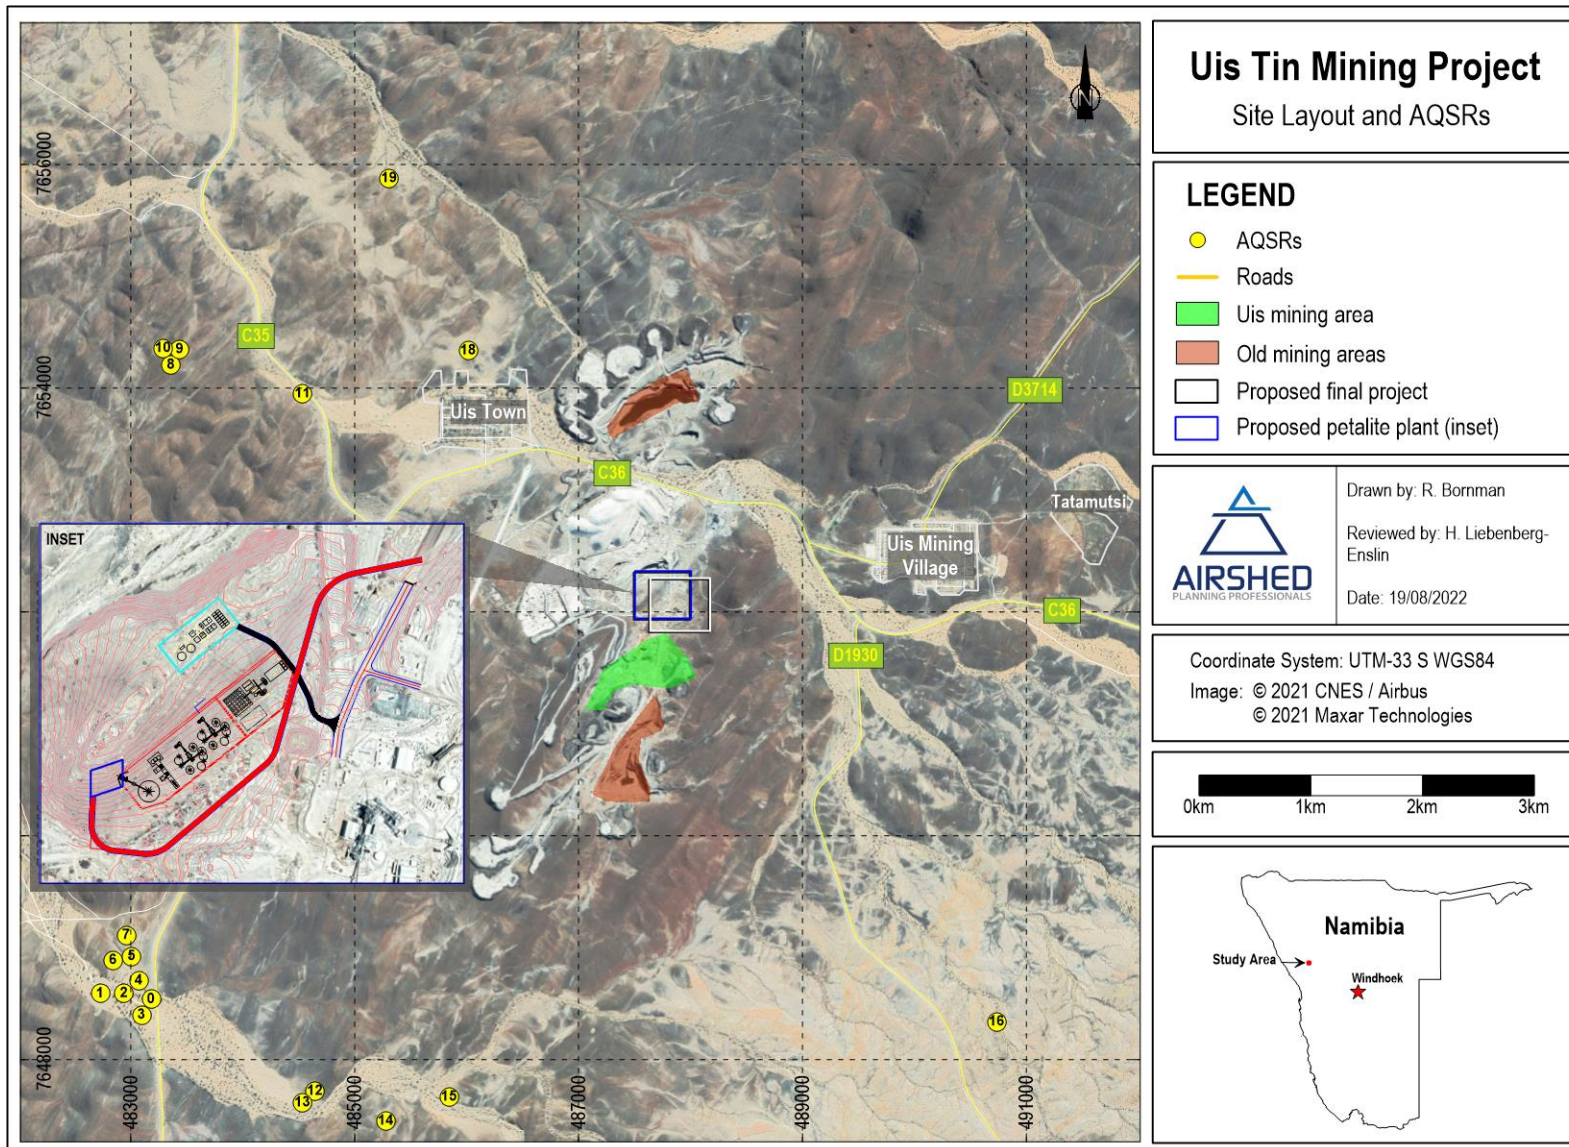 Uis Tin Mining Project
Site Layout and AQSRs
LEGEND
AQSRs
Roads
Uis mining area
Old mining areas
Proposed final project
Proposed petalite plant (inset)
AIRSHED
PLANNING PROFESSIONALS
Drawn by: R. Bornman
Reviewed by: H. Liebenberg-
Enslin
Date: 19/08/2022
Coordinate System: UTM-33 S WGS84
Image: © 2021 CNES / Airbus
© 2021 Maxar Technologies
0km 1km 2km 3km
Namibia
Study Area
Windhoek
N
7656000
7654000
7648000
483000
485000
487000
489000
491000
19
10
9
8
C35
11
18
Uis Town
C36
D3714
Tatamutsi
Uis Mining
Village
C36
D1930
INSET
7
5
6
4
1
2
0
3
16
12
13
15
14